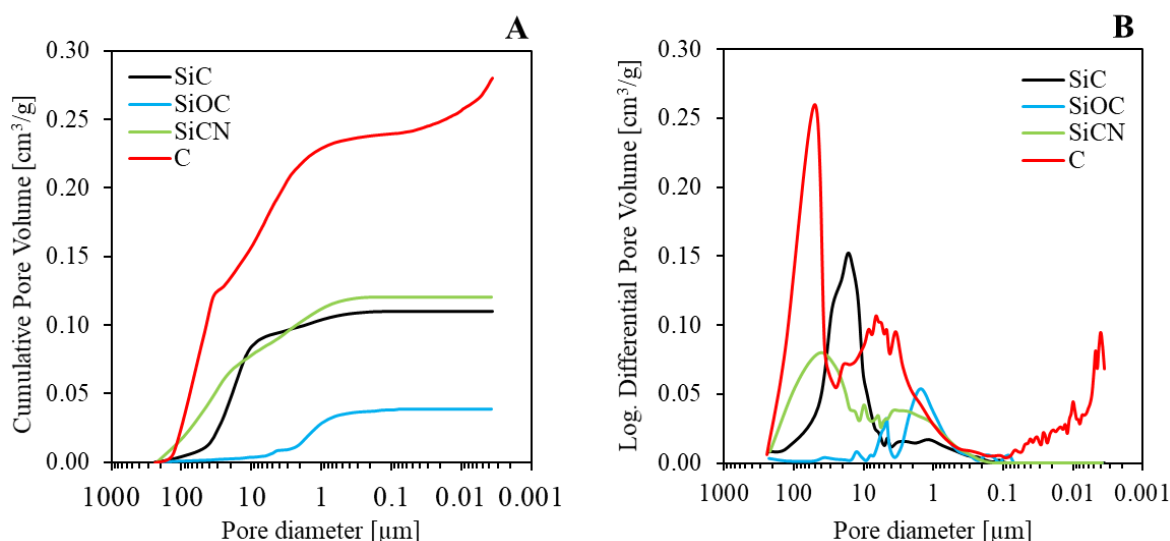 A
Cumulative Pore Volume [cm³/g]
0.30
0.25
0.20
0.15
0.10
0.05
0.00
SiC
SiOC
SiCN
C
1000 100 10 1 0.1 0.01 0.001
Pore diameter [µm]
B
Log. Differential Pore Volume [cm³/g]
0.30
0.25
0.20
0.15
0.10
0.05
0.00
SiC
SiOC
SiCN
C
1000 100 10 1 0.1 0.01 0.001
Pore diameter [µm]